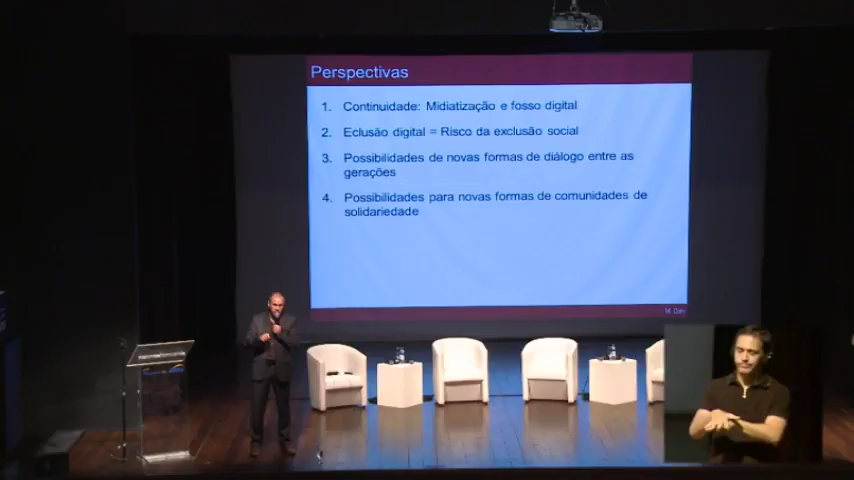 Perspectivas
1. Continuidade: Midiatização e fosso digital
2. Eclusão digital = Risco da exclusão social
3. Possibilidades de novas formas de diálogo entre as
gerações
4. Possibilidades para novas formas de comunidades de
solidariedade